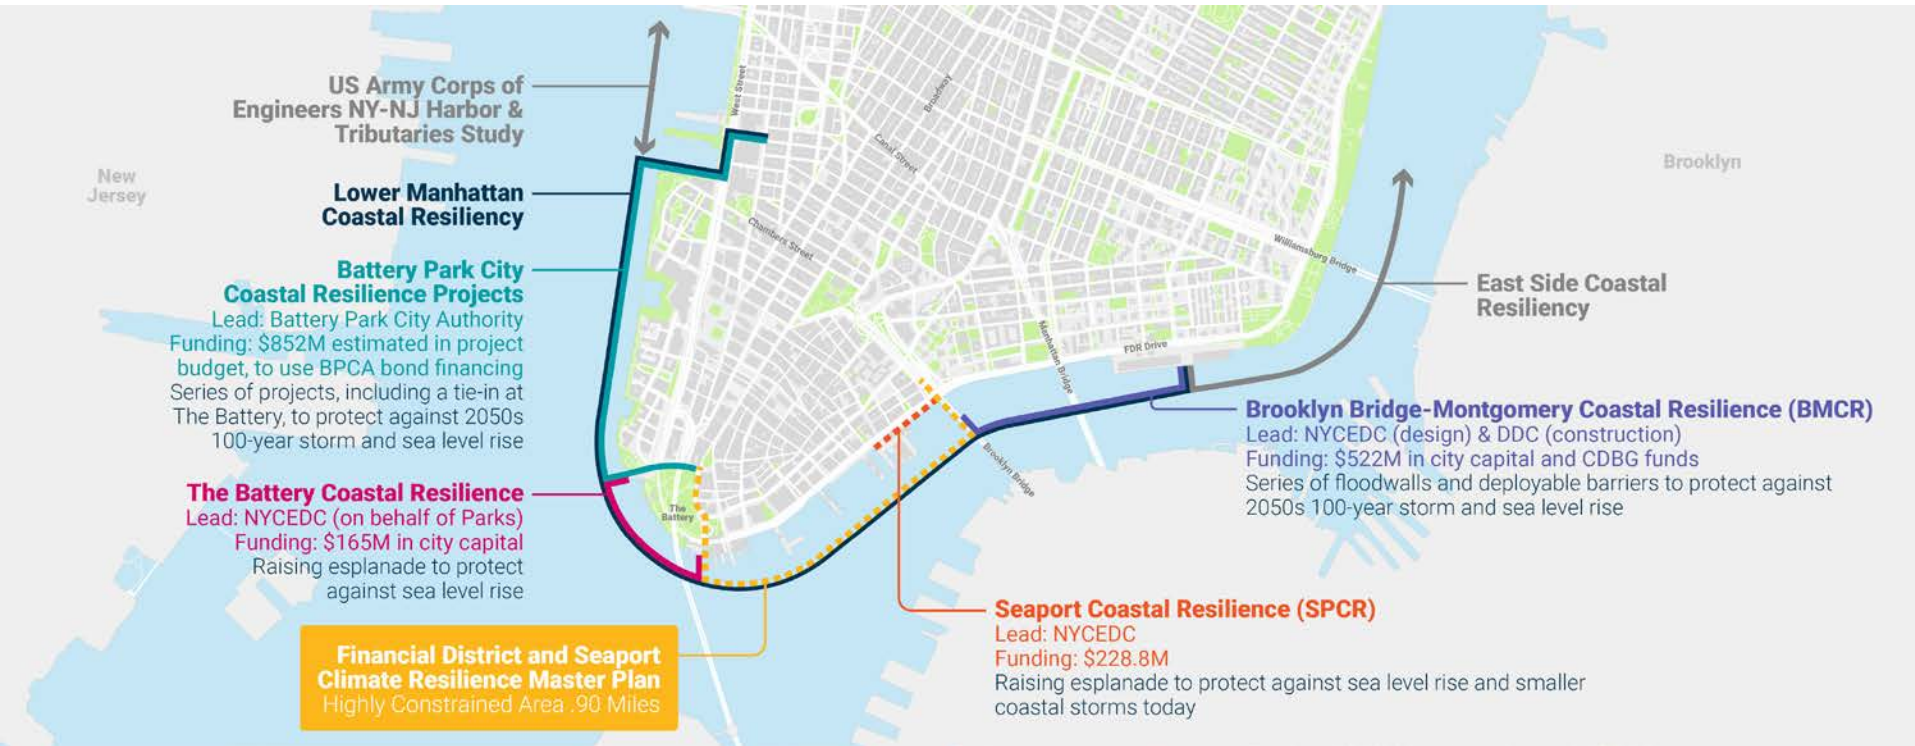 US Army Corps of
Engineers NY-NJ Harbor &
Tributaries Study
Lower Manhattan
Coastal Resiliency
Battery Park City
Coastal Resilience Projects
Lead: Battery Park City Authority
Funding: $852M estimated in project
budget, to use BPCA bond financing
Series of projects, including a tie-in at
The Battery, to protect against 2050s
100-year storm and sea level rise
The Battery Coastal Resilience
Lead: NYCEDC (on behalf of Parks)
Funding: $165M in city capital
Raising esplanade to protect
against sea level rise
Financial District and Seaport
Climate Resilience Master Plan
Highly Constrained Area .90 Miles
New
Jersey
West Street
Broadway
Canal Street
Chambers Street
The
Battery
Manhattan Bridge
FDR Drive
Williamsburg Bridge
Brooklyn Bridge
Brooklyn
East Side Coastal
Resiliency
Brooklyn Bridge-Montgomery Coastal Resilience (BMCR)
Lead: NYCEDC (design) & DDC (construction)
Funding: $522M in city capital and CDBG funds
Series of floodwalls and deployable barriers to protect against
2050s 100-year storm and sea level rise
Seaport Coastal Resilience (SPCR)
Lead: NYCEDC
Funding: $228.8M
Raising esplanade to protect against sea level rise and smaller
coastal storms today